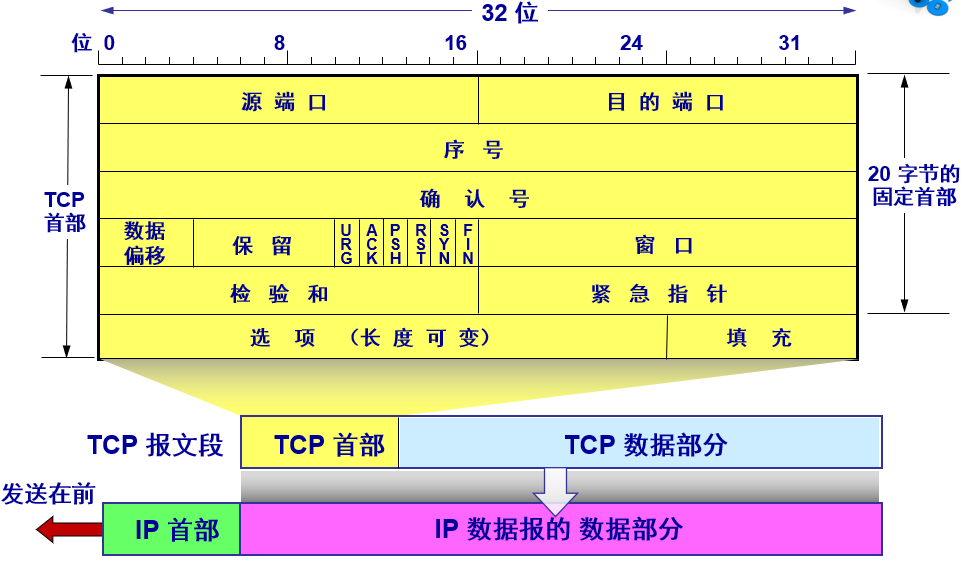 32 位
位 0 8 16 24 31
源 端 口 目 的 端 口
序 号
确 认 号
TCP
首部
20 字节的
固定首部
数据
偏移
保 留
URG
ACK
PSH
RST
SYN
FIN
窗 口
检 验 和 紧 急 指 针
选 项 （长 度 可 变） 填 充
TCP 报文段 TCP 首部 TCP 数据部分
发送在前
IP 首部 IP 数据报的 数据部分